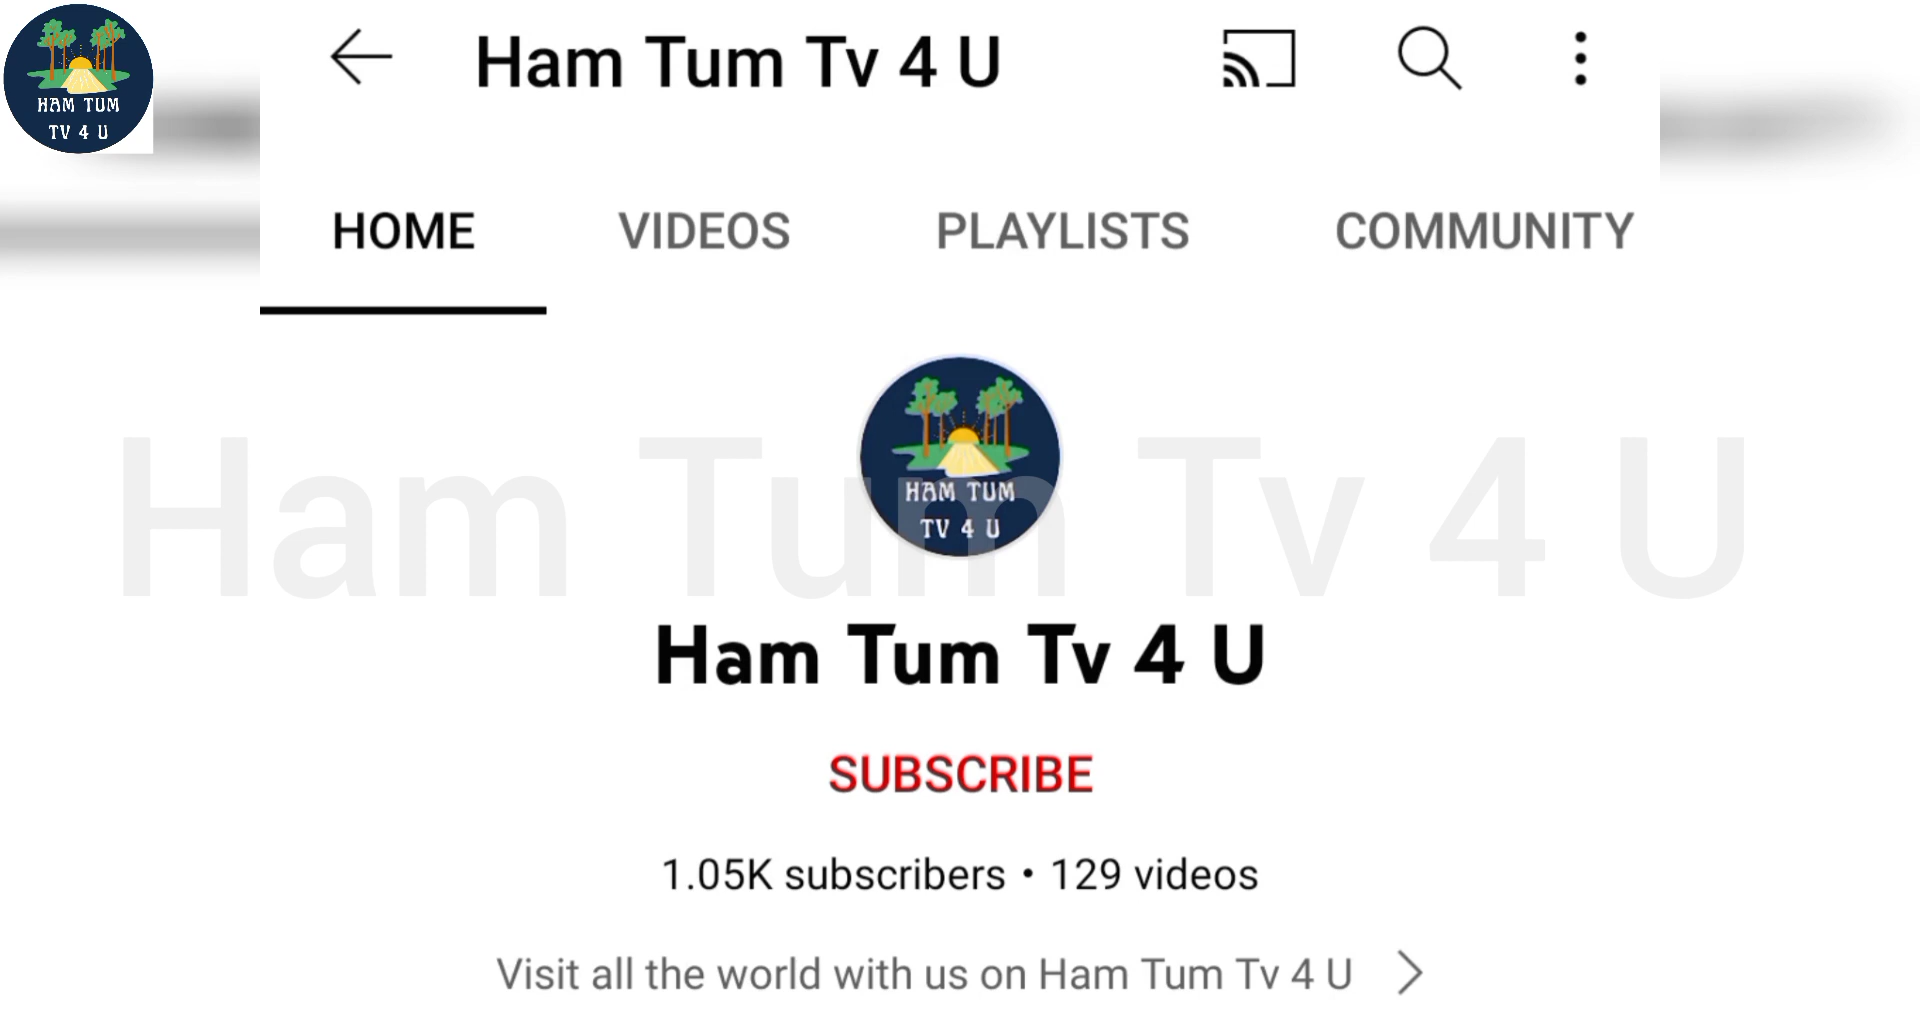 HAM TUM
TV 4 U
Ham Tum Tv 4 U
HOME VIDEOS PLAYLISTS COMMUNITY
HAM TUM
TV 4 U
Ham Tum Tv 4 U
Ham Tum Tv 4 U
SUBSCRIBE
1.05K subscribers • 129 videos
Visit all the world with us on Ham Tum Tv 4 U